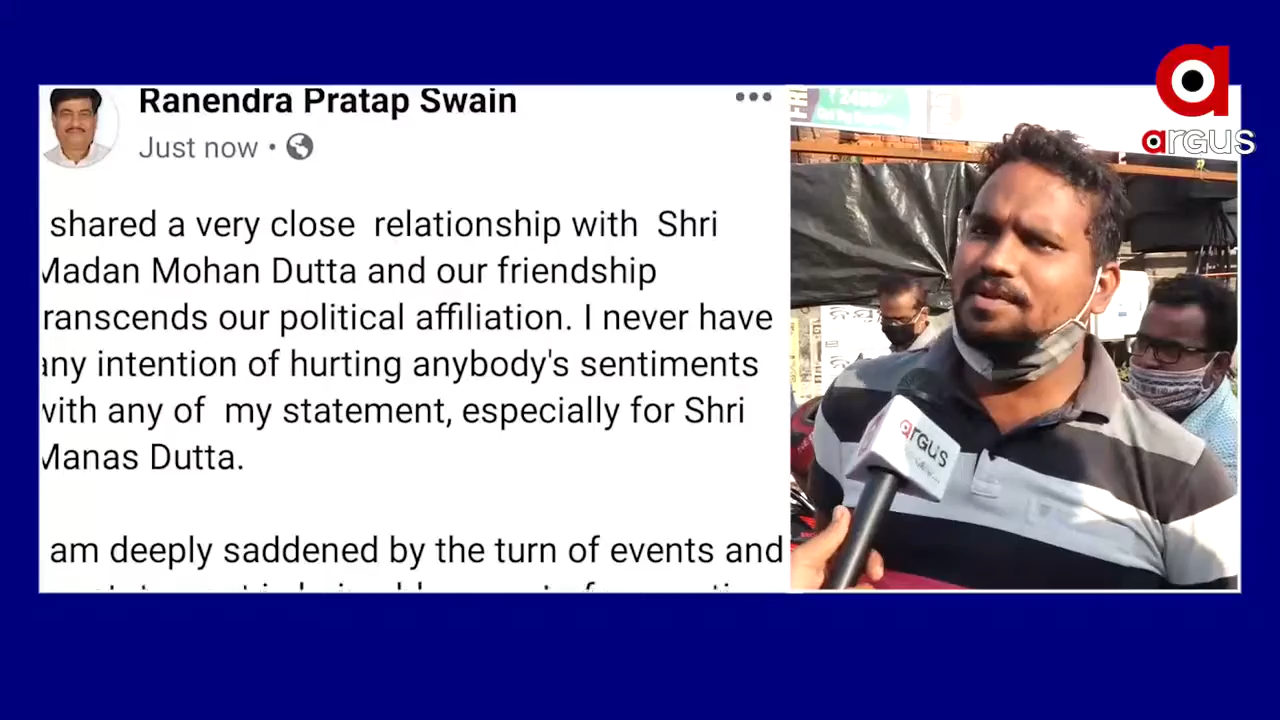 Ranendra Pratap Swain
Just now •
shared a very close relationship with Shri
Madan Mohan Dutta and our friendship
ranscends our political affiliation. I never have
any intention of hurting anybody's sentiments
with any of my statement, especially for Shri
Manas Dutta.
am deeply saddened by the turn of events and
argus
argus